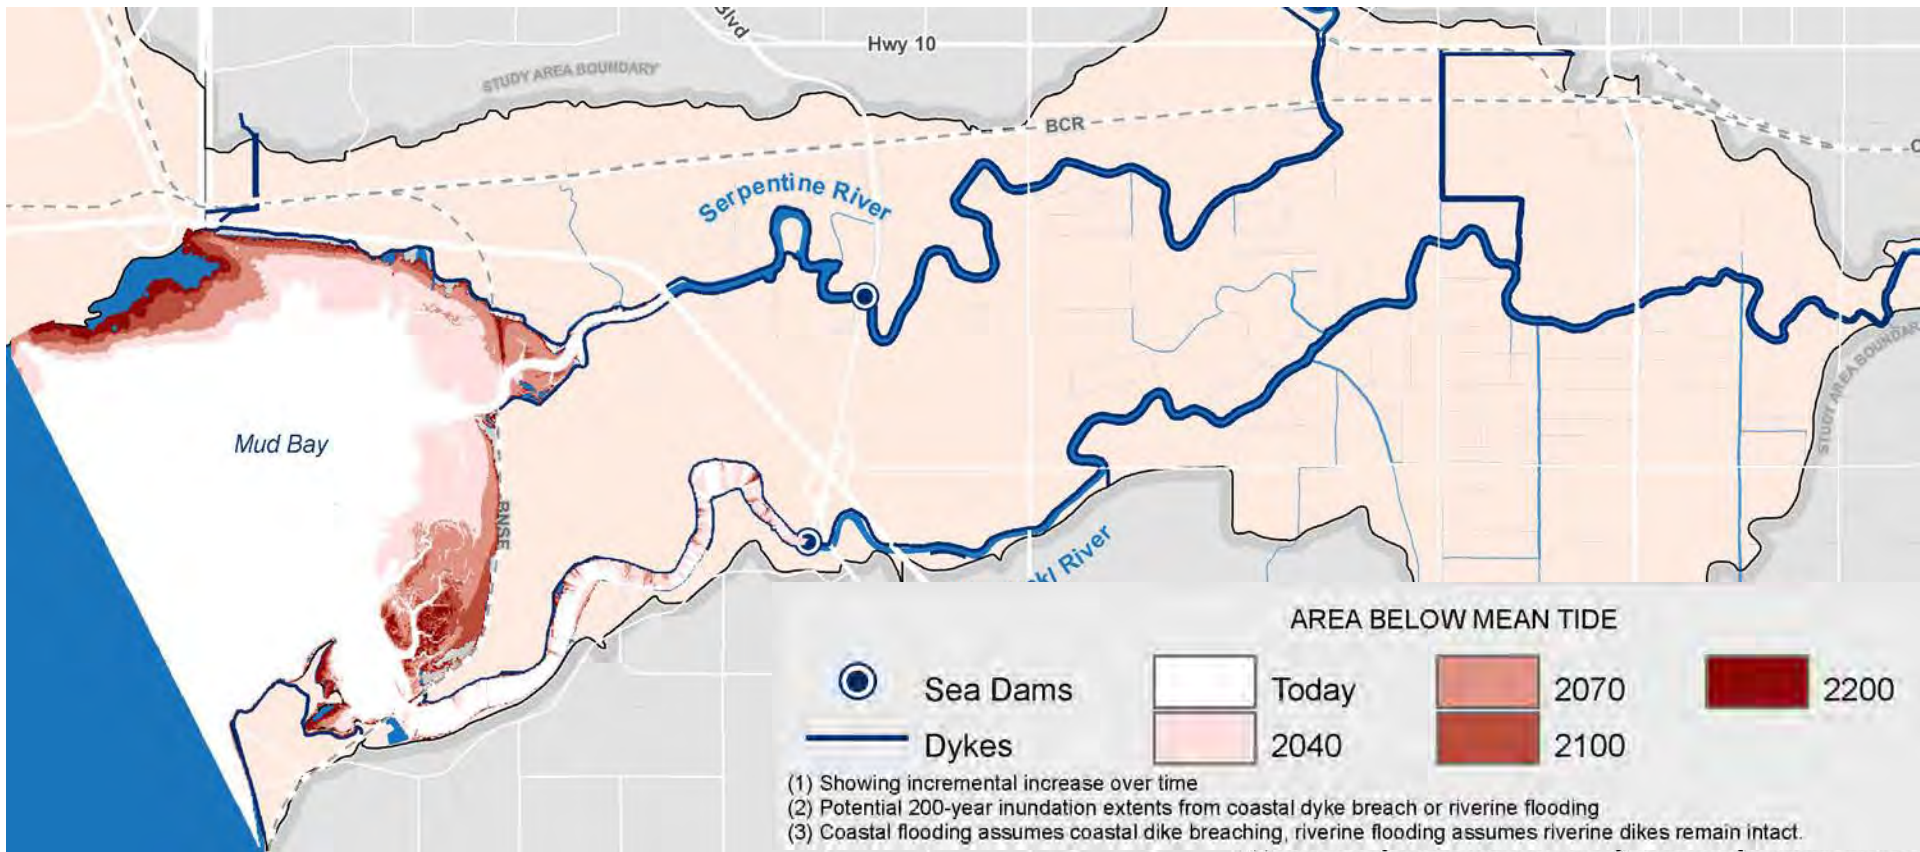 Blvd
Hwy 10
STUDY AREA BOUNDARY
BCR
Serpentine River
Mud Bay
BNSF
STUDY AREA BOUNDAR
River
AREA BELOW MEAN TIDE
Sea Dams
Dykes
Today
2040
2070
2100
2200
(1) Showing incremental increase over time
(2) Potential 200-year inundation extents from coastal dyke breach or riverine flooding
(3) Coastal flooding assumes coastal dike breaching, riverine flooding assumes riverine dikes remain intact.